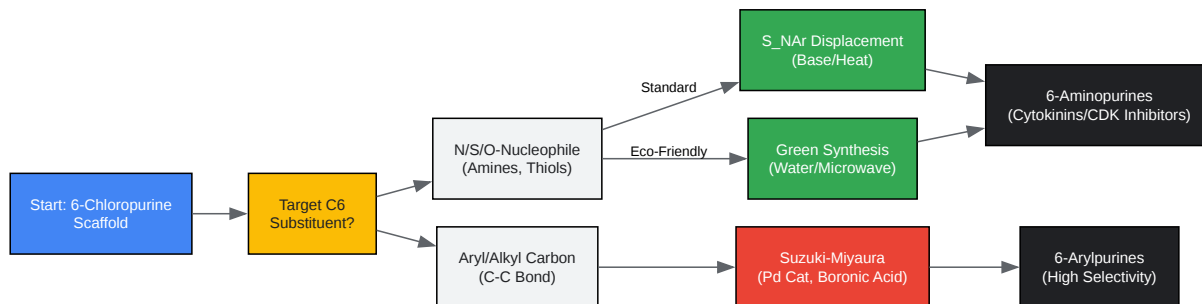 Start: 6-Chloropurine
Scaffold
Target C6
Substituent?
N/S/O-Nucleophile
(Amines, Thiols)
Aryl/Alkyl Carbon
(C-C Bond)
Standard
Eco-Friendly
S_NAr Displacement
(Base/Heat)
Green Synthesis
(Water/Microwave)
Suzuki-Miyaura
(Pd Cat, Boronic Acid)
6-Aminopurines
(Cytokinins/CDK Inhibitors)
6-Arylpurines
(High Selectivity)